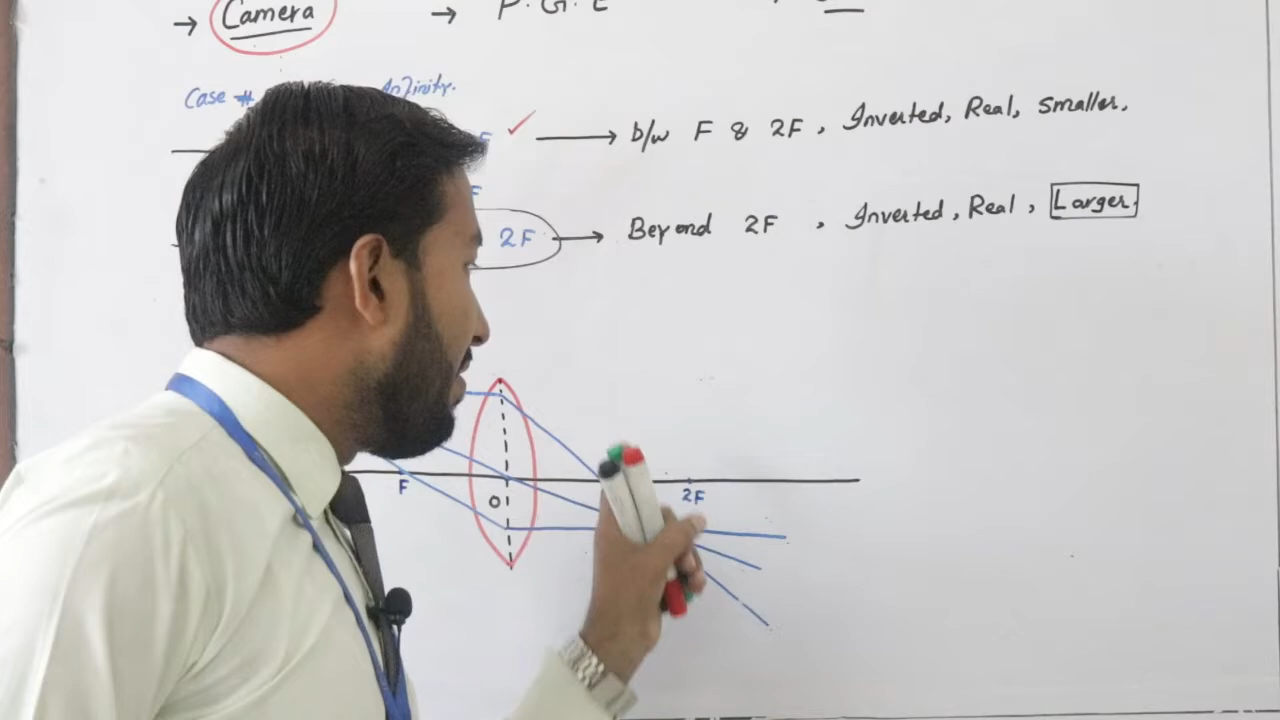 → Camera → P.G.E
Case # Infinity.
F ✓ → b/w F & 2F, Inverted, Real, smaller.
F
2F → Beyond 2F, Inverted, Real, Larger.
F O 2F